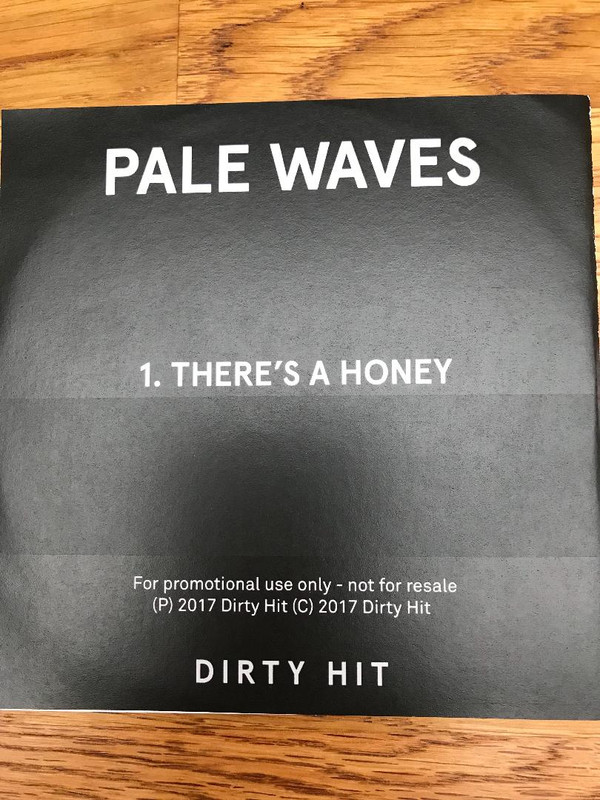 PALE WAVES
1. THERE'S A HONEY
For promotional use only - not for resale
(P) 2017 Dirty Hit (C) 2017 Dirty Hit
DIRTY HIT